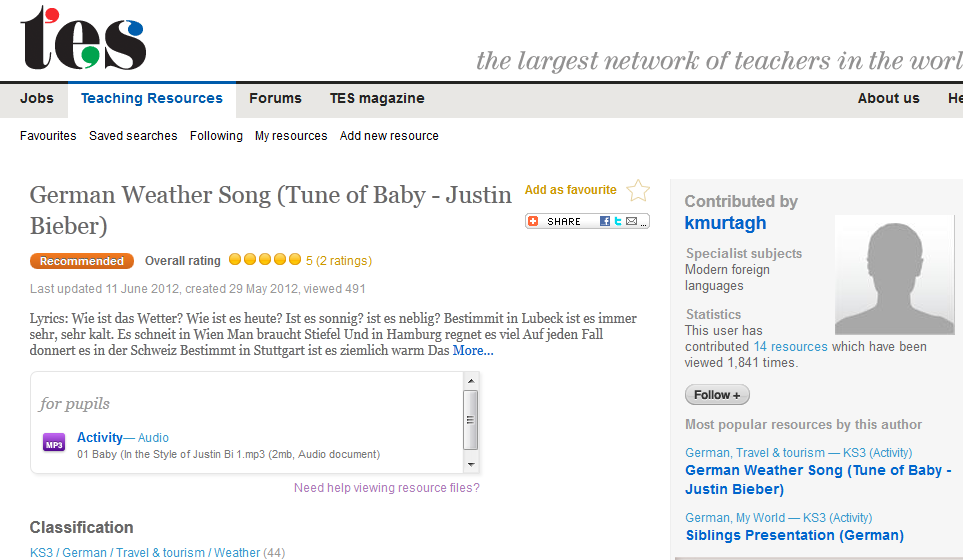 tes
the largest network of teachers in the worl
Jobs Teaching Resources Forums TES magazine About us He
Favourites Saved searches Following My resources Add new resource
German Weather Song (Tune of Baby - Justin
Bieber)
Add as favourite
SHARE ...
Recommended Overall rating 5 (2 ratings)
Last updated 11 June 2012, created 29 May 2012, viewed 491
Lyrics: Wie ist das Wetter? Wie ist es heute? Ist es sonnig? ist es neblig? Bestimmit in Lubeck ist es immer
sehr, sehr kalt. Es schneit in Wien Man braucht Stiefel Und in Hamburg regnet es viel Auf jeden Fall
donnert es in der Schweiz Bestimmt in Stuttgart ist es ziemlich warm Das More...
for pupils
MP3
Activity— Audio
01 Baby (In the Style of Justin Bi 1.mp3 (2mb, Audio document)
Need help viewing resource files?
Classification
KS3 / German / Travel & tourism / Weather (44)
Contributed by
kmurtagh
Specialist subjects
Modern foreign
languages
Statistics
This user has
contributed 14 resources which have been
viewed 1,841 times.
Follow +
Most popular resources by this author
German, Travel & tourism — KS3 (Activity)
German Weather Song (Tune of Baby -
Justin Bieber)
German, My World — KS3 (Activity)
Siblings Presentation (German)